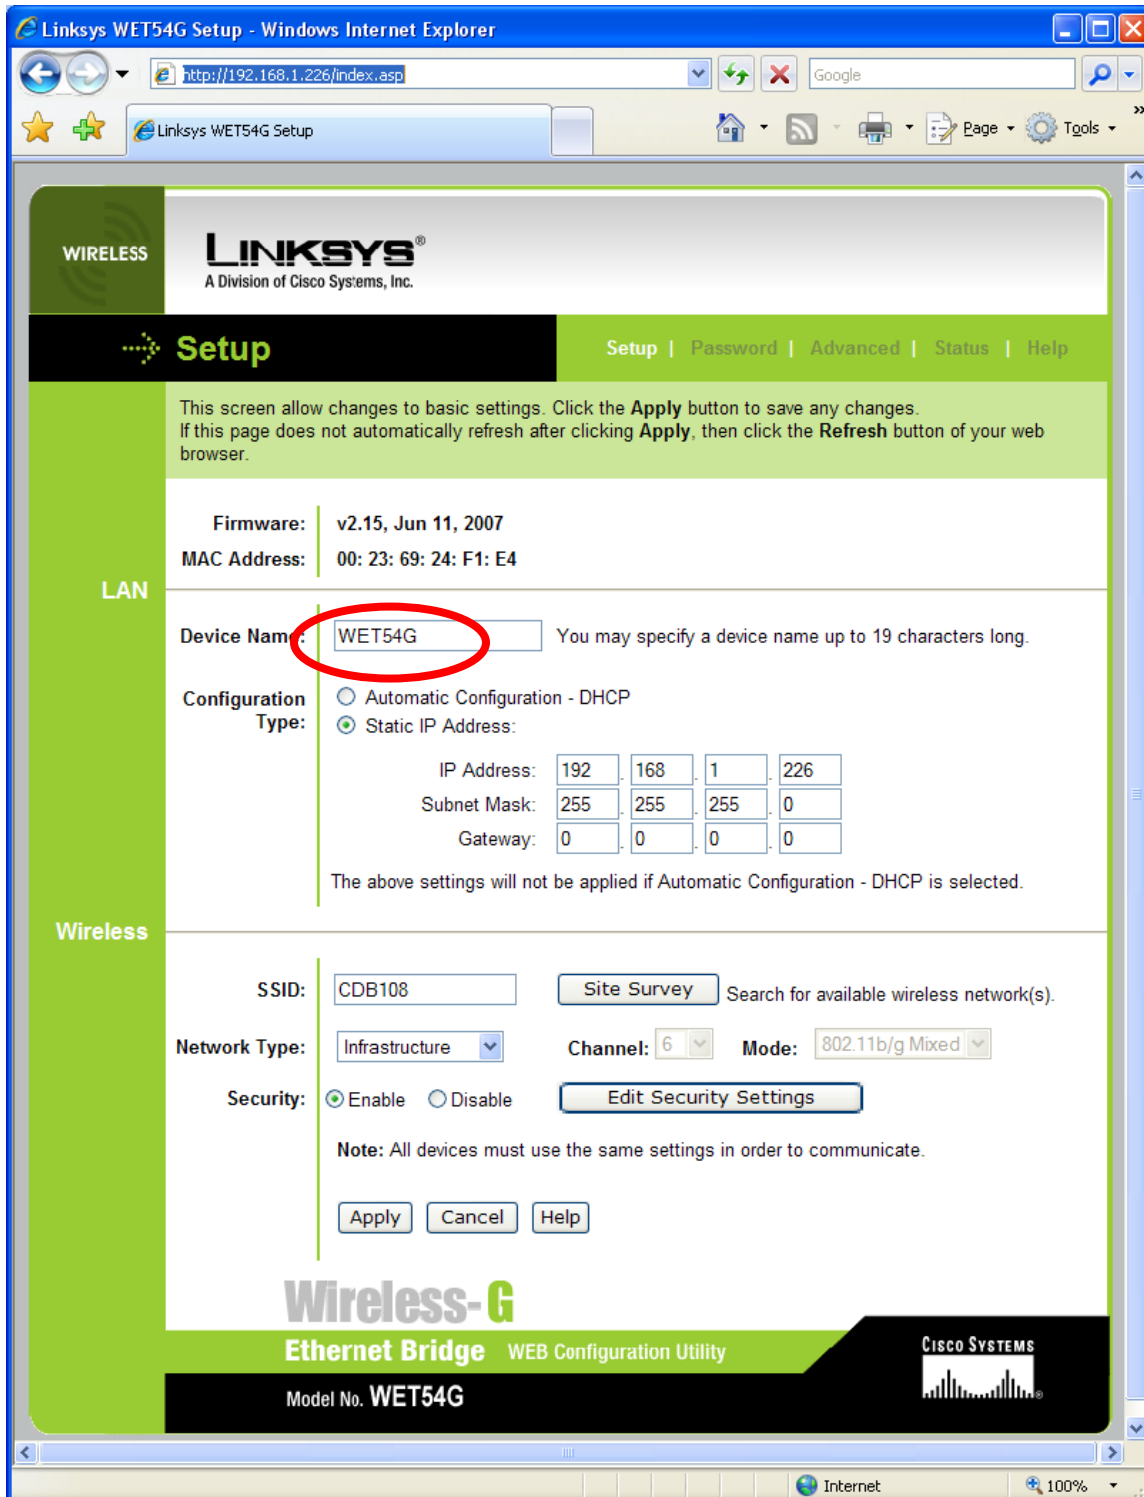 Linksys WET54G Setup - Windows Internet Explorer
http://192.168.1.226/index.asp
Google
Linksys WET54G Setup
Page
Tools
»
WIRELESS
LINKSYS®
A Division of Cisco Systems, Inc.
Setup
Setup | Password | Advanced | Status | Help
This screen allow changes to basic settings. Click the Apply button to save any changes.
If this page does not automatically refresh after clicking Apply, then click the Refresh button of your web
browser.
Firmware: v2.15, Jun 11, 2007
MAC Address: 00: 23: 69: 24: F1: E4
LAN
Device Name: WET54G You may specify a device name up to 19 characters long.
Configuration Type:
Automatic Configuration - DHCP
Static IP Address:
IP Address: 192 . 168 . 1 . 226
Subnet Mask: 255 . 255 . 255 . 0
Gateway: 0 . 0 . 0 . 0
The above settings will not be applied if Automatic Configuration - DHCP is selected.
Wireless
SSID: CDB108 Site Survey Search for available wireless network(s).
Network Type: Infrastructure Channel: 6 Mode: 802.11b/g Mixed
Security: Enable Disable Edit Security Settings
Note: All devices must use the same settings in order to communicate.
Apply Cancel Help
Wireless-G
Ethernet Bridge WEB Configuration Utility
CISCO SYSTEMS
Model No. WET54G
®
Internet 100%